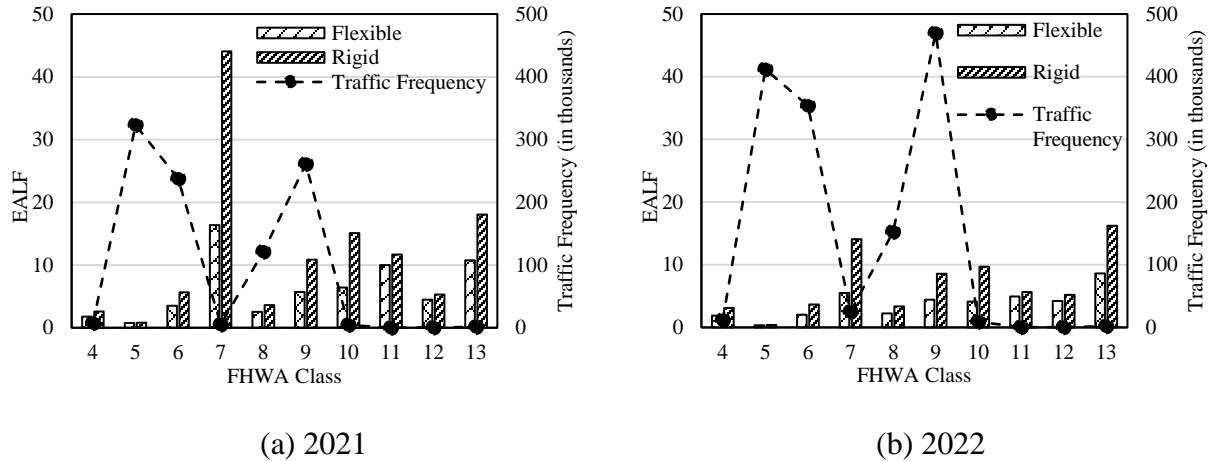 50
40
30
20
10
0
EALF
500
400
300
200
100
0
Traffic Frequency (in thousands)
Flexible
Rigid
Traffic Frequency
4 5 6 7 8 9 10 11 12 13
FHWA Class
(a) 2021
50
40
30
20
10
0
EALF
500
400
300
200
100
0
Traffic Frequency (in thousands)
Flexible
Rigid
Traffic
Frequency
4 5 6 7 8 9 10 11 12 13
FHWA Class
(b) 2022